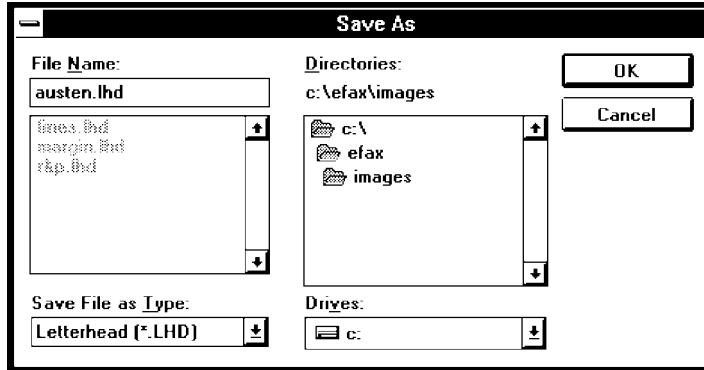 Save As
File Name:
austen.lhd
lines.lhd
margin.lhd
r&p.lhd
Save File as Type:
Letterhead (*.LHD)
Directories:
c:\efax\images
c:\
efax
images
Drives:
c:
OK
Cancel